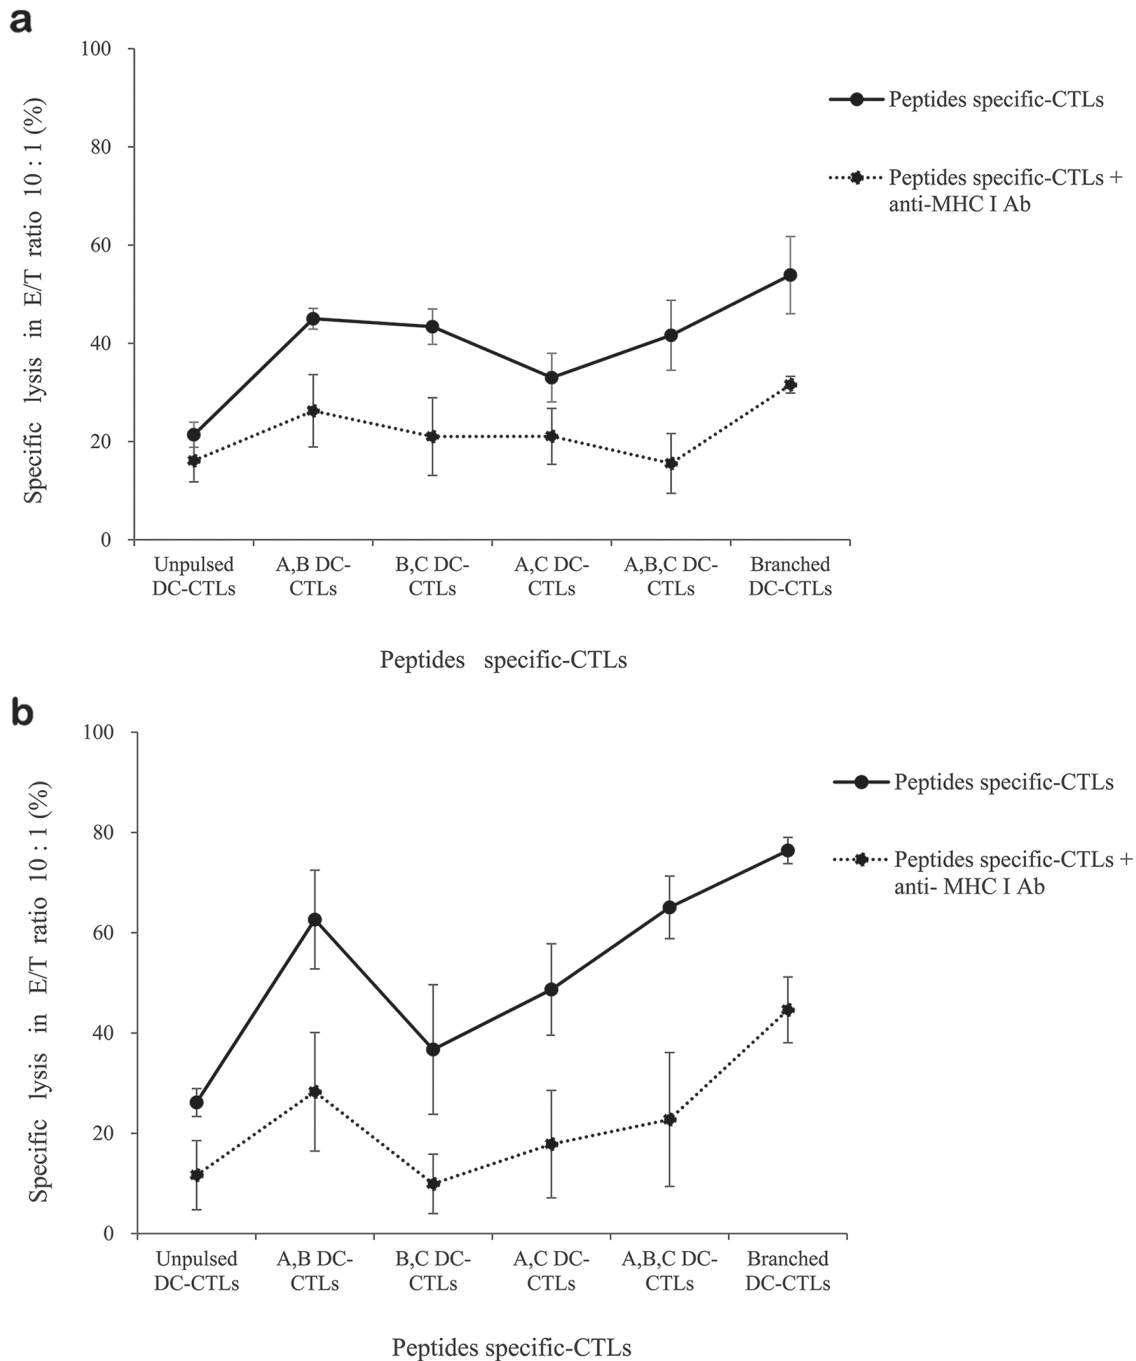 a
100
80
60
40
20
0
Specific lysis in E/T ratio 10 : 1 (%)
Peptides specific-CTLs
Peptides specific-CTLs +
anti-MHC I Ab
Unpulsed
DC-CTLs
A,B DC-
CTLs
B,C DC-
CTLs
A,C DC-
CTLs
A,B,C DC-
CTLs
Branched
DC-CTLs
Peptides specific-CTLs
b
100
80
60
40
20
0
Specific lysis in E/T ratio 10 : 1 (%)
Peptides specific-CTLs
Peptides specific-CTLs +
anti- MHC I Ab
Unpulsed
DC-CTLs
A,B DC-
CTLs
B,C DC-
CTLs
A,C DC-
CTLs
A,B,C DC-
CTLs
Branched
DC-CTLs
Peptides specific-CTLs